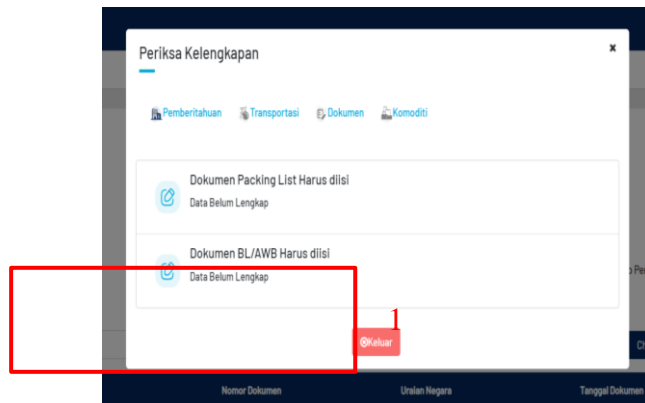 Periksa Kelengkapan
×
Pemberitahuan Transportasi Dokumen Komoditi
Dokumen Packing List Harus diisi
Data Belum Lengkap
Dokumen BL/AWB Harus diisi
Data Belum Lengkap
1
Keluar
Nomor Dokumen Uraian Negara Tanggal Dokumen